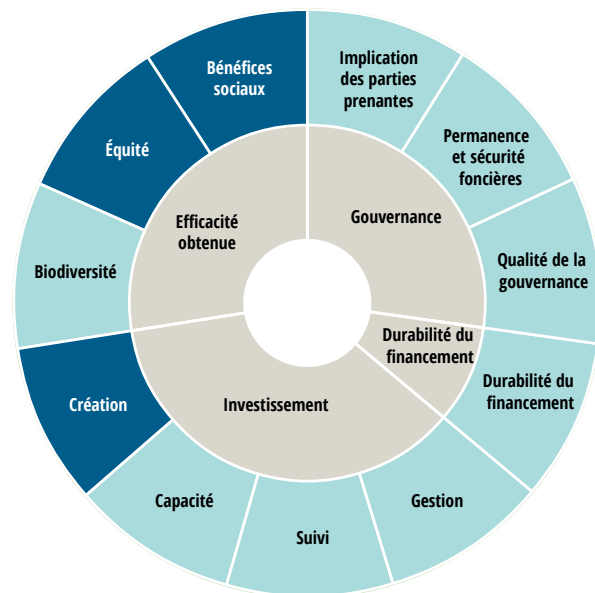 Bénéfices
sociaux
Implication
des parties
prenantes
Équité
Permanence
et sécurité
foncières
Efficacité
obtenue
Gouvernance
Biodiversité
Qualité de la
gouvernance
Durabilité du
financement
Durabilité du
financement
Création
Investissement
Capacité
Gestion
Suivi